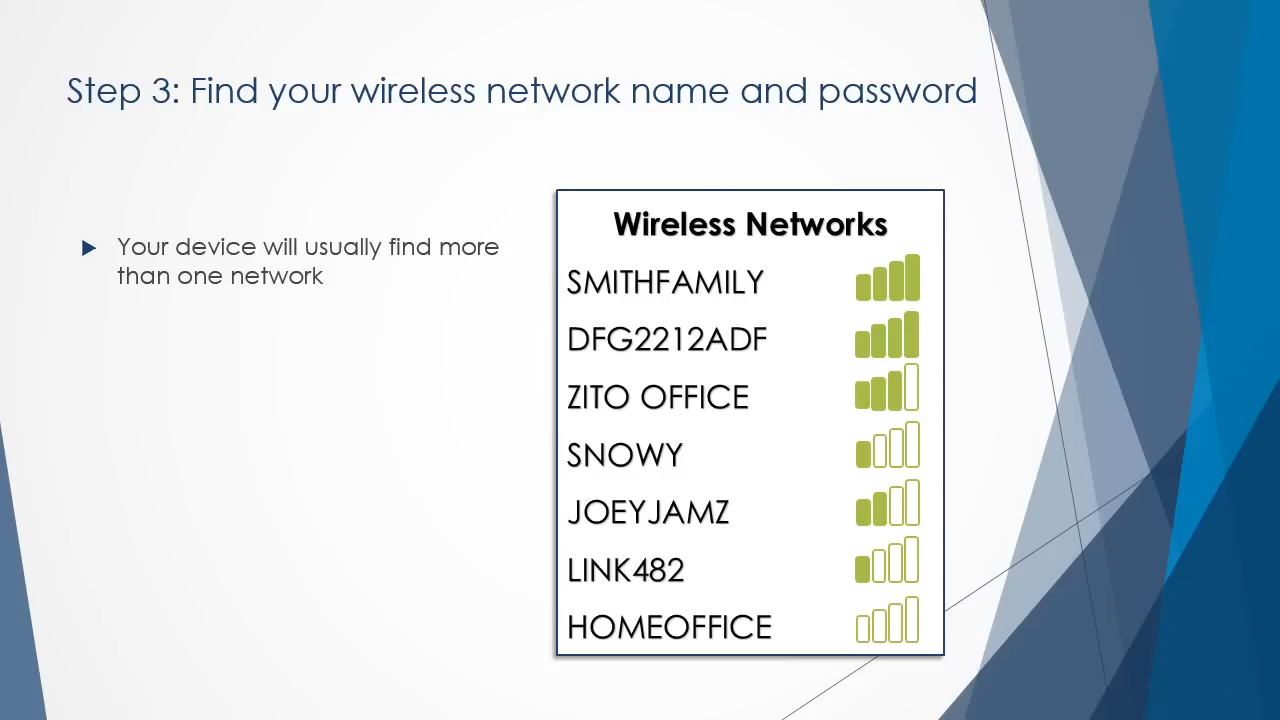 Step 3: Find your wireless network name and password
Your device will usually find more
than one network
Wireless Networks
SMITHFAMILY
DFG2212ADF
ZITO OFFICE
SNOWY
JOEYJAMZ
LINK482
HOMEOFFICE